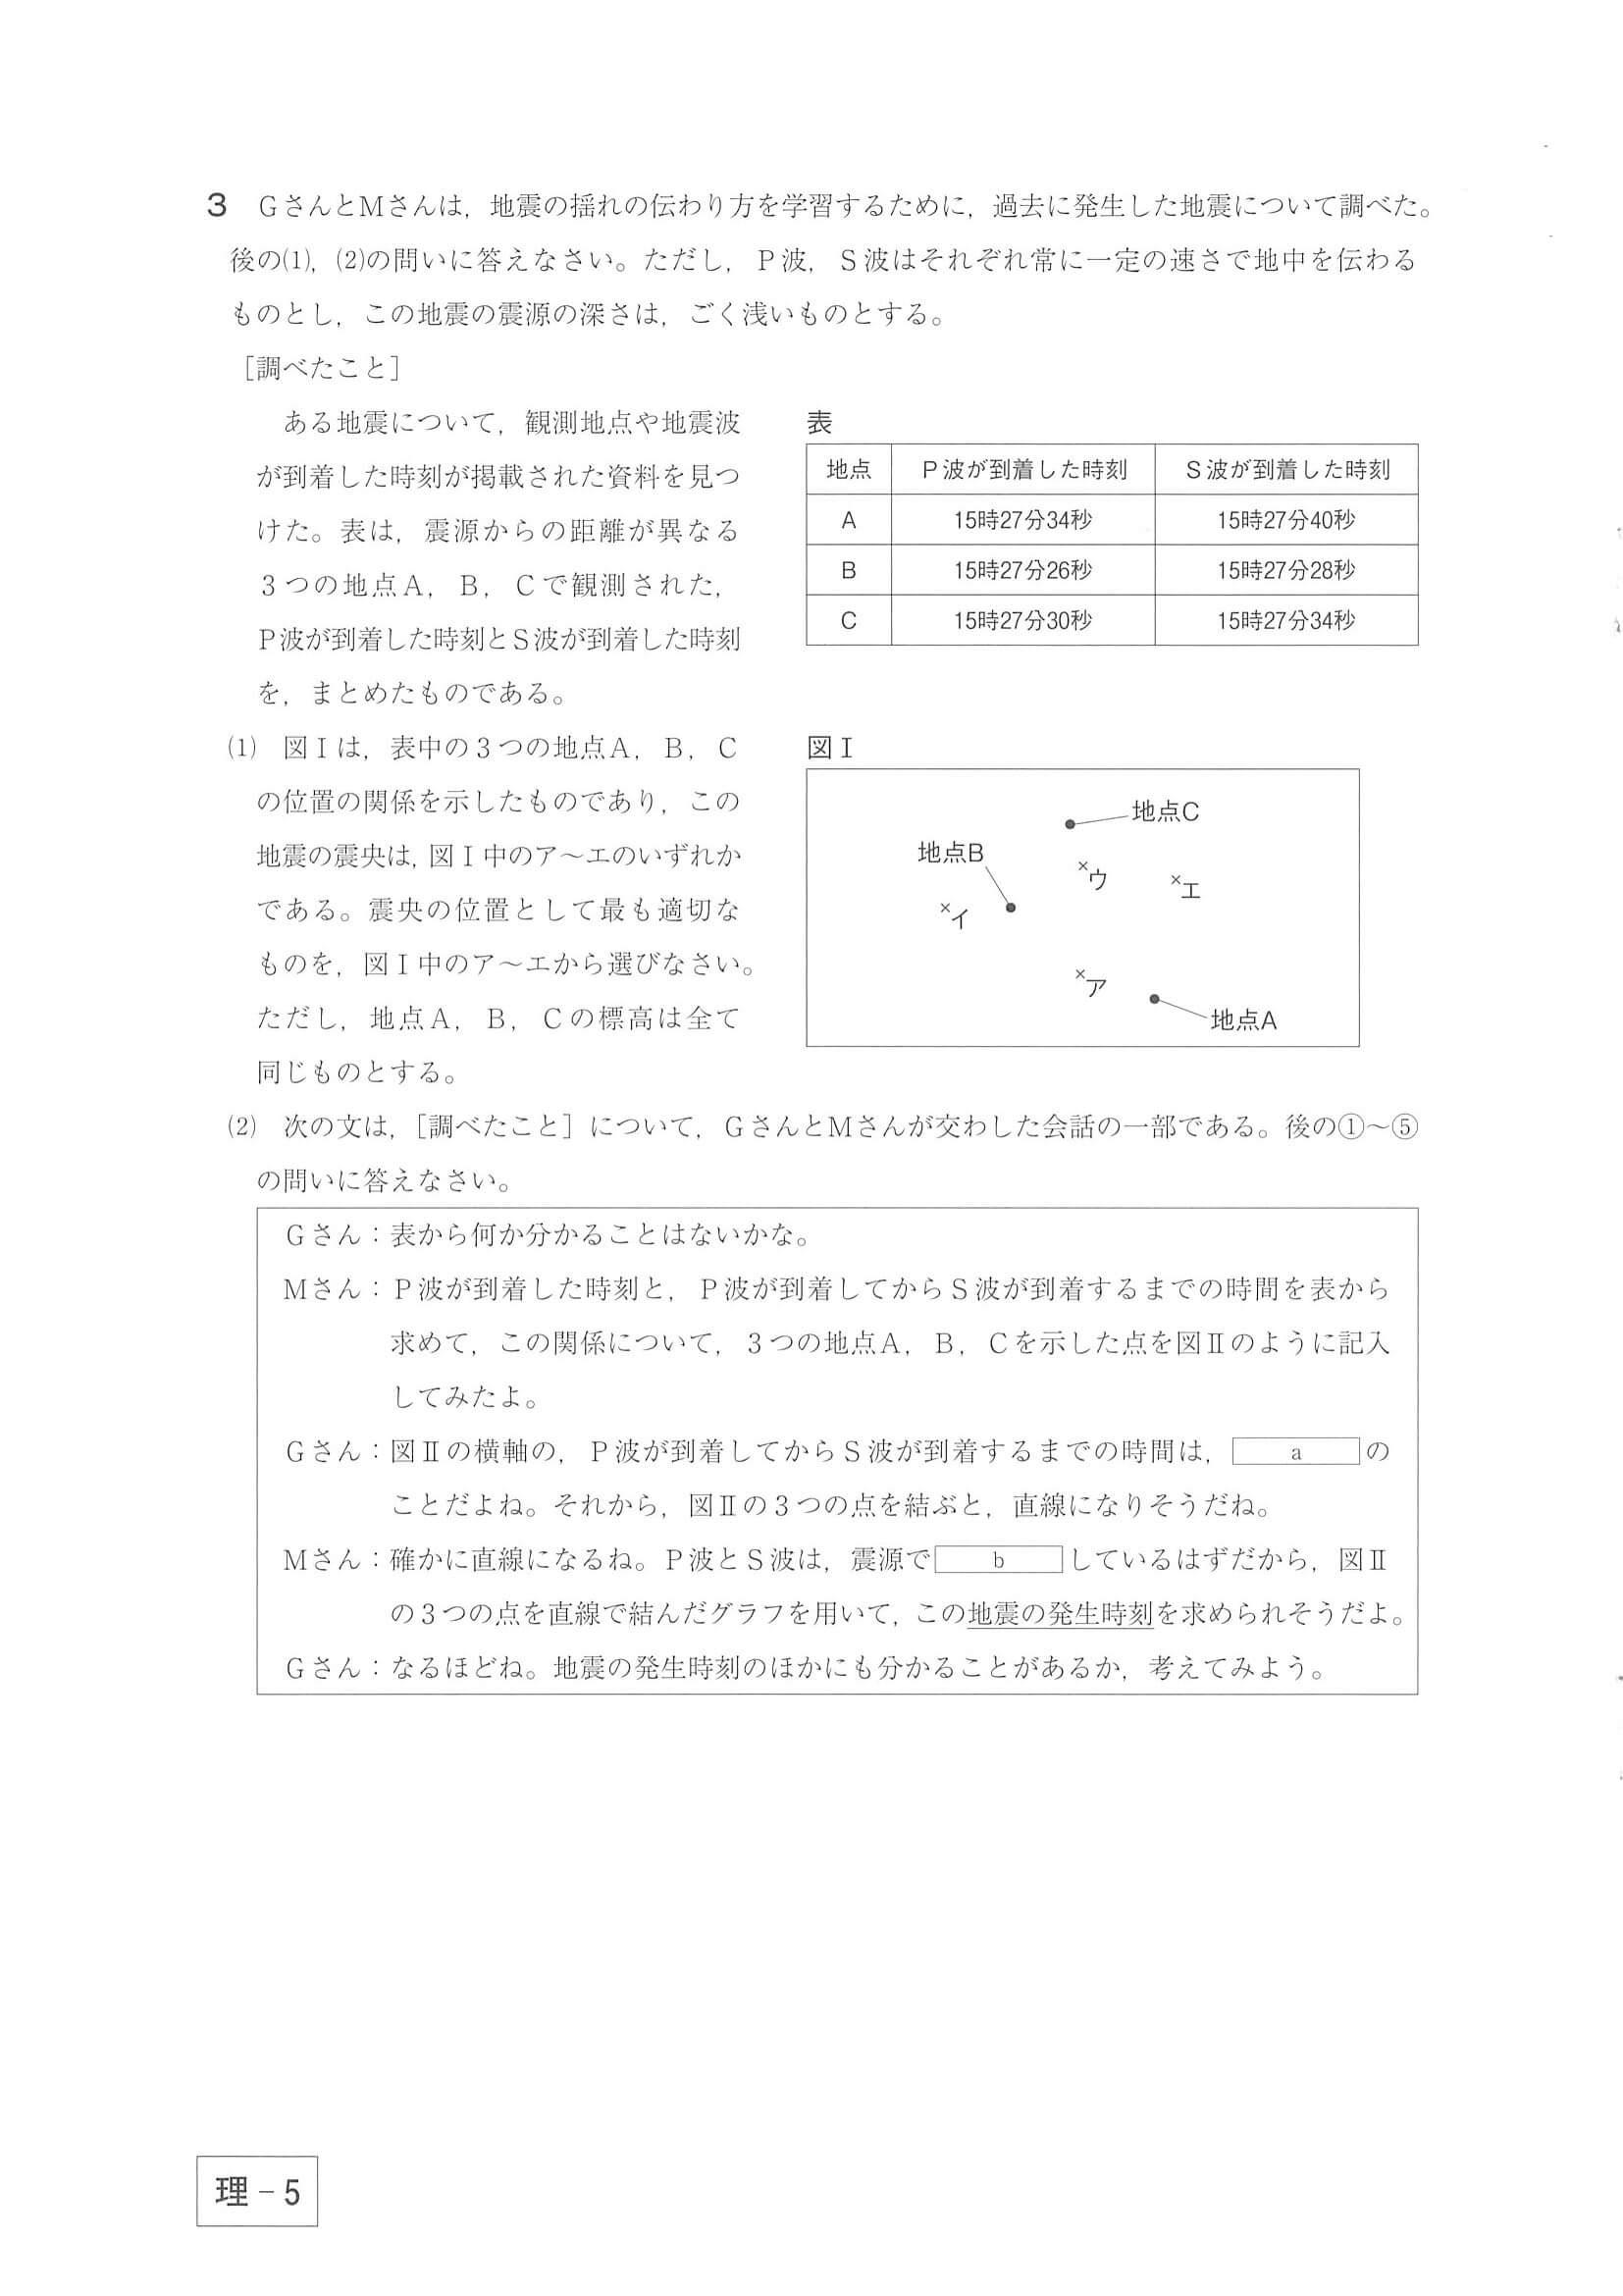 3 GさんとMさんは，地震の揺れの伝わり方を学習するために，過去に発生した地震について調べた。
後の⑴，⑵の問いに答えなさい。ただし，P波，S波はそれぞれ常に一定の速さで地中を伝わる
ものとし，この地震の震源の深さは，ごく浅いものとする。
［調べたこと］
ある地震について，観測地点や地震波
が到着した時刻が掲載された資料を見つ
けた。表は，震源からの距離が異なる
3つの地点A，B，Cで観測された，
P波が到着した時刻とS波が到着した時刻
を，まとめたものである。
表
地点 P波が到着した時刻 S波が到着した時刻
A 15時27分34秒 15時27分40秒
B 15時27分26秒 15時27分28秒
C 15時27分30秒 15時27分34秒
⑴ 図Ⅰは，表中の3つの地点A，B，C
の位置の関係を示したものであり，この
地震の震央は，図Ⅰ中のア～エのいずれか
である。震央の位置として最も適切な
ものを，図Ⅰ中のア～エから選びなさい。
ただし，地点A，B，Cの標高は全て
同じものとする。
図Ⅰ
地点C
地点B
×ウ
×エ
×イ
×ア
地点A
⑵ 次の文は，［調べたこと］について，GさんとMさんが交わした会話の一部である。後の①～⑤
の問いに答えなさい。
Gさん：表から何か分かることはないかな。
Mさん：P波が到着した時刻と，P波が到着してからS波が到着するまでの時間を表から
求めて，この関係について，3つの地点A，B，Cを示した点を図Ⅱのように記入
してみたよ。
Gさん：図Ⅱの横軸の，P波が到着してからS波が到着するまでの時間は， a の
ことだよね。それから，図Ⅱの3つの点を結ぶと，直線になりそうだね。
Mさん：確かに直線になるね。P波とS波は，震源で b しているはずだから，図Ⅱ
の3つの点を直線で結んだグラフを用いて，この地震の発生時刻を求められそうだよ。
Gさん：なるほどね。地震の発生時刻のほかにも分かることがあるか，考えてみよう。
理－5